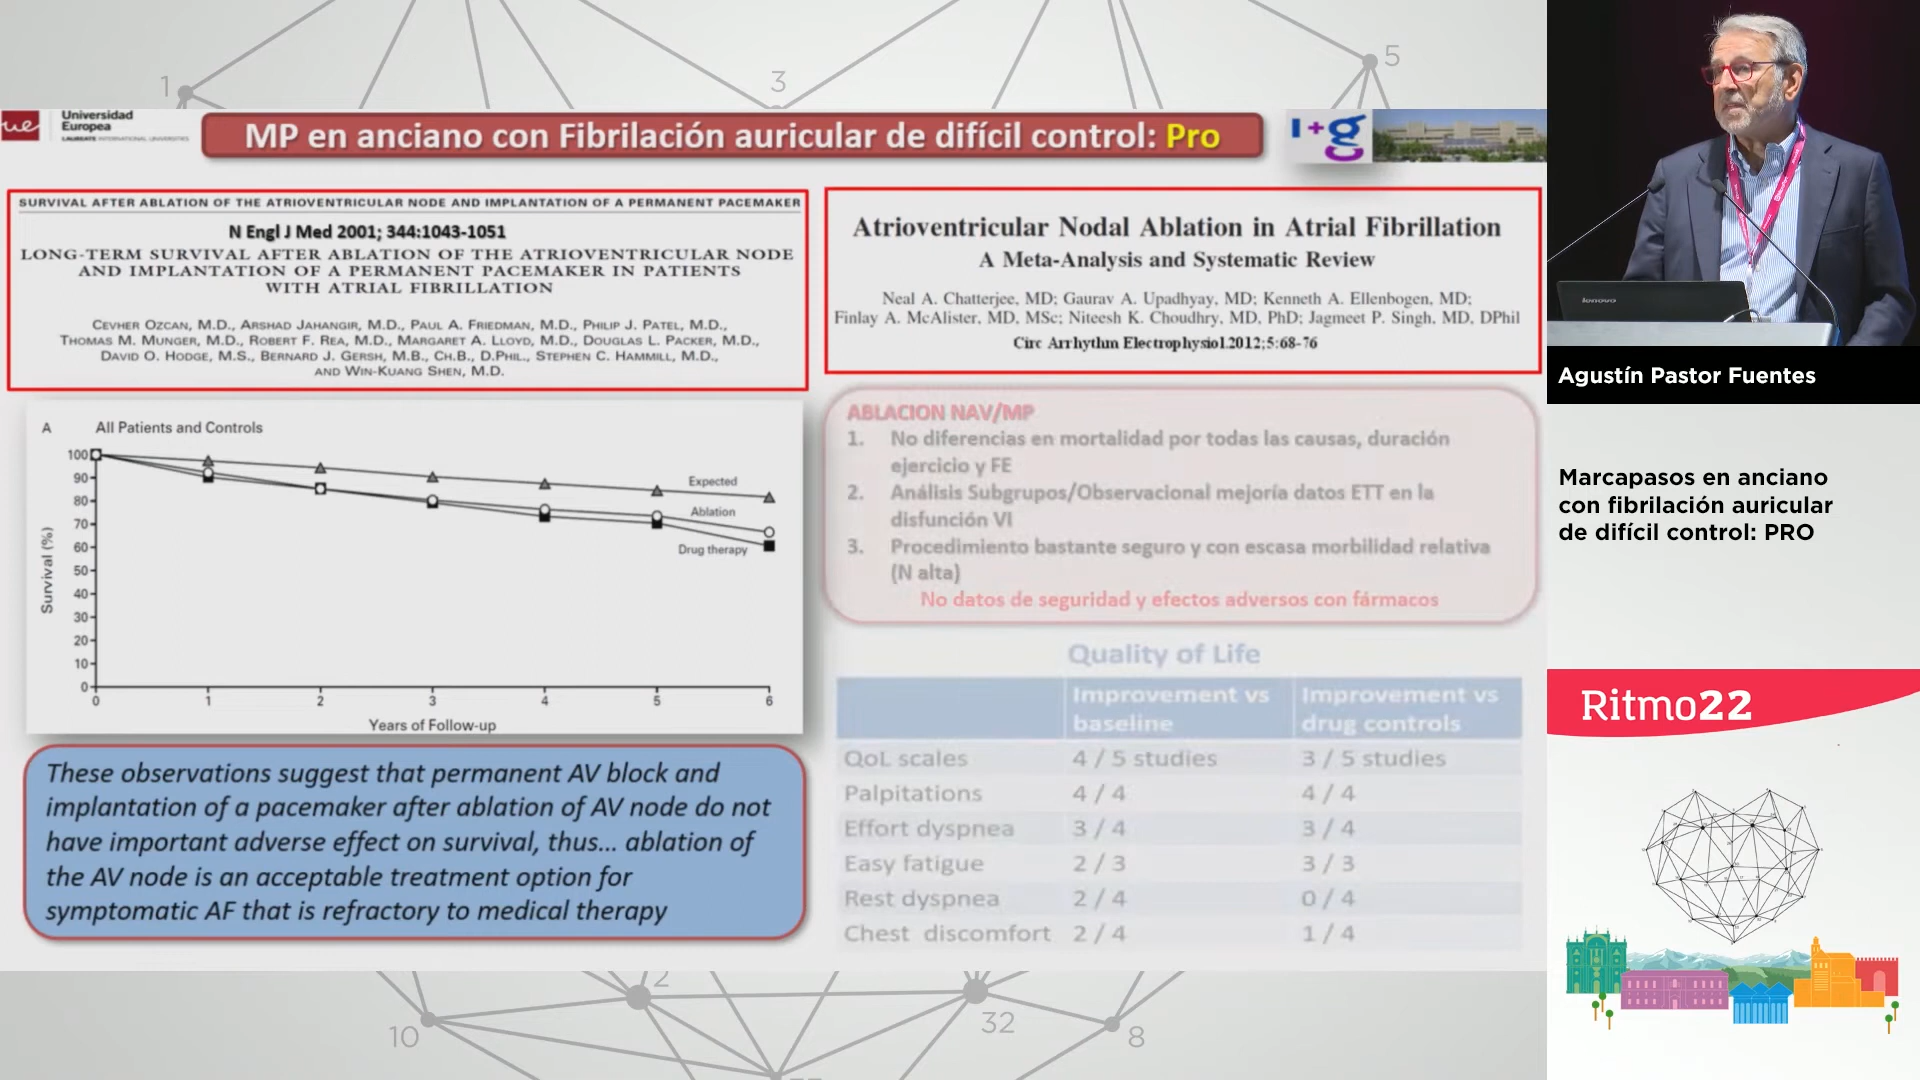 1
3
5
ue
Universidad
Europea
LAUREATE INTERNATIONAL UNIVERSITIES
MP en anciano con Fibrilación auricular de difícil control: Pro
i+g
SURVIVAL AFTER ABLATION OF THE ATRIOVENTRICULAR NODE AND IMPLANTATION OF A PERMANENT PACEMAKER
N Engl J Med 2001; 344:1043-1051
LONG-TERM SURVIVAL AFTER ABLATION OF THE ATRIOVENTRICULAR NODE
AND IMPLANTATION OF A PERMANENT PACEMAKER IN PATIENTS
WITH ATRIAL FIBRILLATION
CEVHER OZCAN, M.D., ARSHAD JAHANGIR, M.D., PAUL A. FRIEDMAN, M.D., PHILIP J. PATEL, M.D.,
THOMAS M. MUNGER, M.D., ROBERT F. REA, M.D., MARGARET A. LLOYD, M.D., DOUGLAS L. PACKER, M.D.,
DAVID O. HODGE, M.S., BERNARD J. GERSH, M.B., CH.B., D.PHIL., STEPHEN C. HAMMILL, M.D.,
AND WIN-KUANG SHEN, M.D.
A All Patients and Controls
100
90
80
70
60
50
40
30
20
10
0
Survival (%)
Expected
Ablation
Drug therapy
0 1 2 3 4 5 6
Years of Follow-up
These observations suggest that permanent AV block and
implantation of a pacemaker after ablation of AV node do not
have important adverse effect on survival, thus... ablation of
the AV node is an acceptable treatment option for
symptomatic AF that is refractory to medical therapy
Atrioventricular Nodal Ablation in Atrial Fibrillation
A Meta-Analysis and Systematic Review
Neal A. Chatterjee, MD; Gaurav A. Upadhyay, MD; Kenneth A. Ellenbogen, MD;
Finlay A. McAlister, MD, MSc; Niteesh K. Choudhry, MD, PhD; Jagmeet P. Singh, MD, DPhil
Circ Arrhythm Electrophysiol.2012;5:68-76
ABLACION NAV/MP
1. No diferencias en mortalidad por todas las causas, duración
ejercicio y FE
2. Análisis Subgrupos/Observacional mejoría datos ETT en la
disfunción VI
3. Procedimiento bastante seguro y con escasa morbilidad relativa
(N alta)
No datos de seguridad y efectos adversos con fármacos
Quality of Life
Improvement vs
baseline
Improvement vs
drug controls
QoL scales 4 / 5 studies 3 / 5 studies
Palpitations 4 / 4 4 / 4
Effort dyspnea 3 / 4 3 / 4
Easy fatigue 2 / 3 3 / 3
Rest dyspnea 2 / 4 0 / 4
Chest discomfort 2 / 4 1 / 4
10
32
8
lenovo
Agustín Pastor Fuentes
Marcapasos en anciano
con fibrilación auricular
de difícil control: PRO
Ritmo22